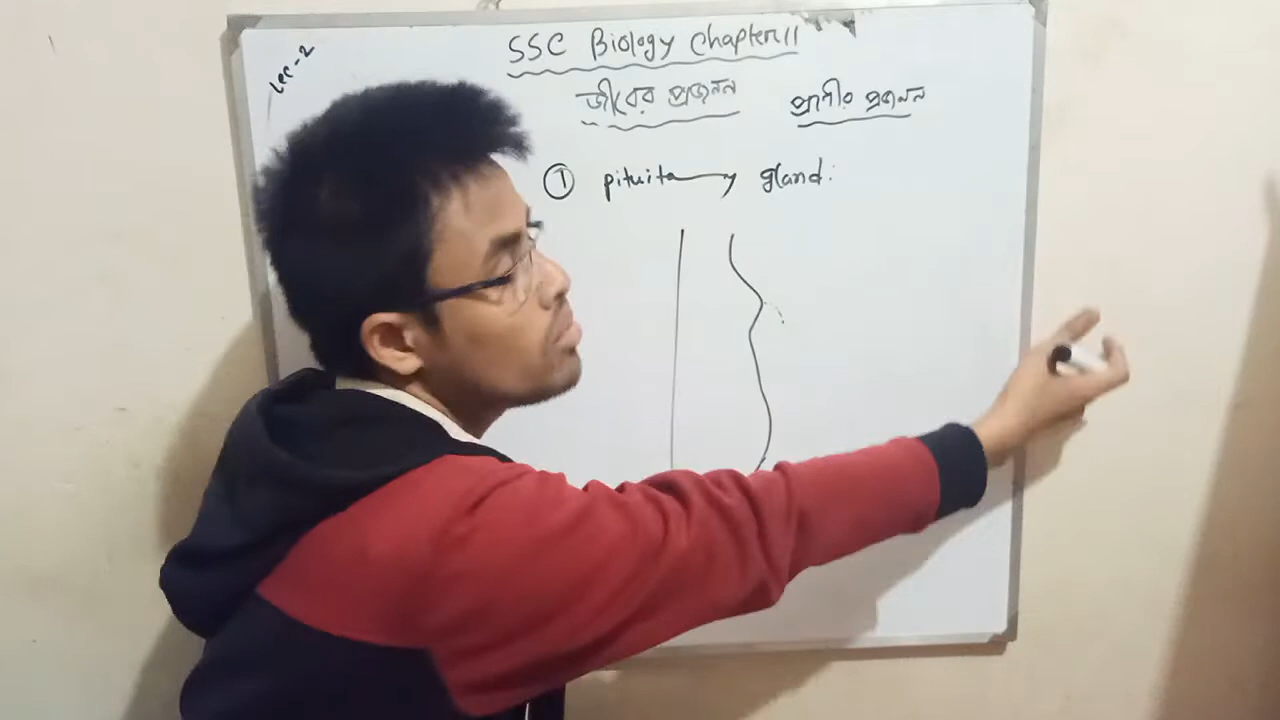 Lec-2
SSC Biology Chapter 11
জীবের প্রজনন
প্রাণীর প্রজনন
① pituitary gland: